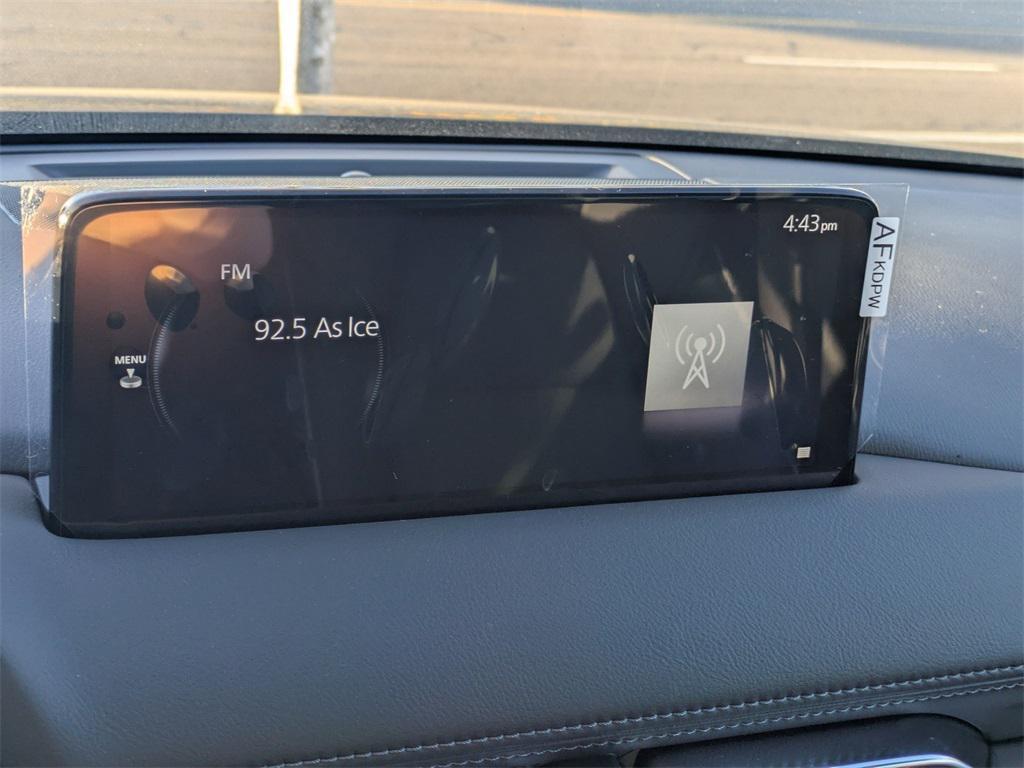 4:43pm
FM
92.5 As Ice
MENU
AF KDPW